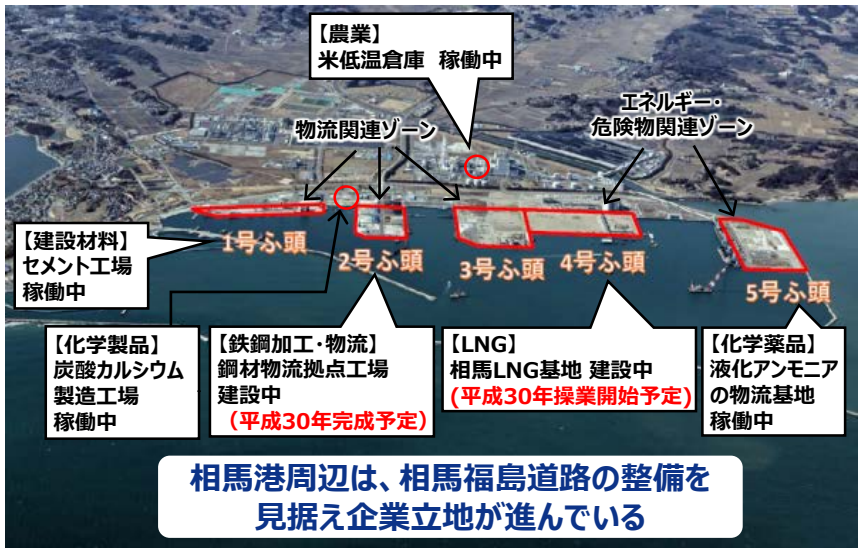 【農業】
米低温倉庫 稼働中
物流関連ゾーン
エネルギー・
危険物関連ゾーン
1号ふ頭
2号ふ頭
3号ふ頭
4号ふ頭
5号ふ頭
【建設材料】
セメント工場
稼働中
【化学製品】
炭酸カルシウム
製造工場
稼働中
【鉄鋼加工・物流】
鋼材物流拠点工場
建設中
（平成30年完成予定）
【LNG】
相馬LNG基地 建設中
(平成30年操業開始予定)
【化学薬品】
液化アンモニア
の物流基地
稼働中
相馬港周辺は、相馬福島道路の整備を
見据え企業立地が進んでいる